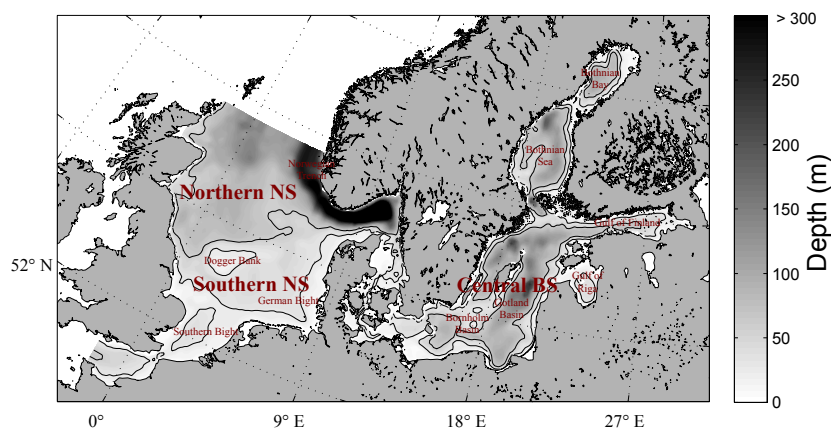 > 300
250
200
150
100
50
0
Depth (m)
Bothnian
Bay
Bothnian
Sea
Norwegian
Trench
Northern NS
Gulf of Finland
Dogger Bank
52° N
Southern NS
Central BS
Gulf of
Riga
German Bight
Gotland
Basin
Bornholm
Basin
Southern Bight
0°
9° E
18° E
27° E